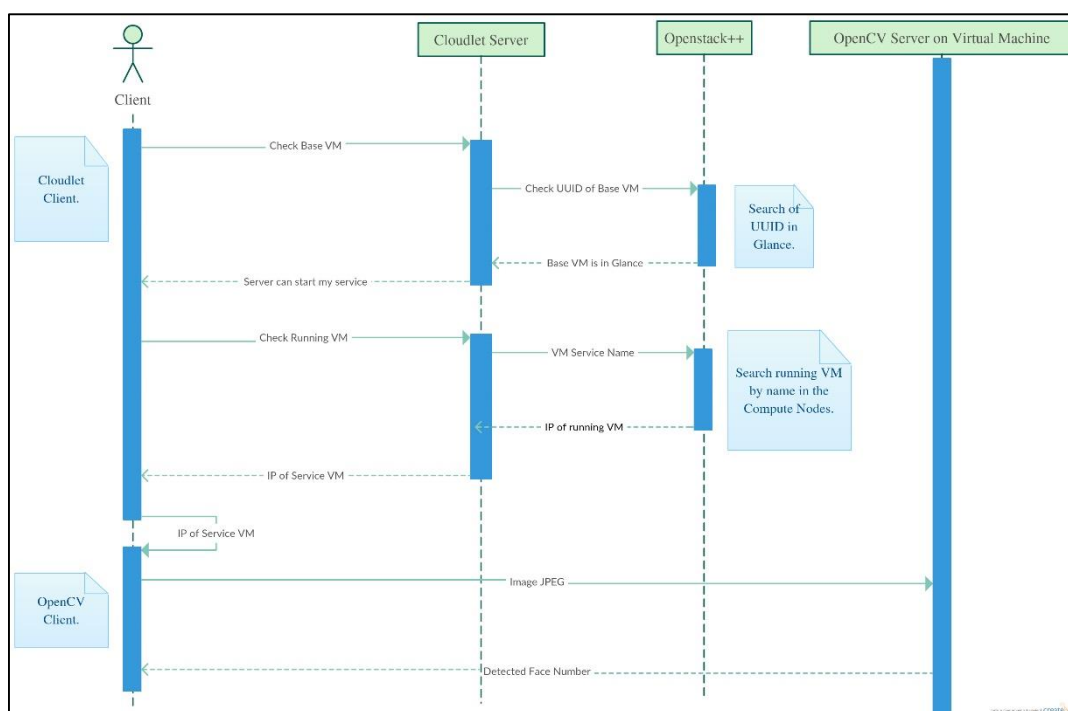 Cloudlet Server
Openstack++
OpenCV Server on Virtual Machine
Client
Check Base VM
Cloudlet
Client.
Check UUID of Base VM
Search of
UUID in
Glance.
Base VM is in Glance
Server can start my service
Check Running VM
VM Service Name
Search running VM
by name in the
Compute Nodes.
IP of running VM
IP of Service VM
IP of Service VM
Image JPEG
OpenCV
Client.
Detected Face Number